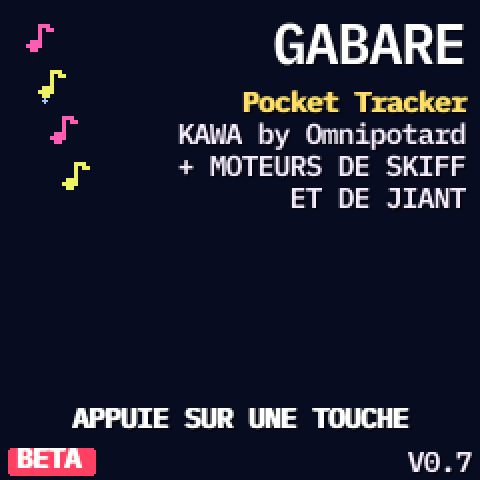 GABARE
Pocket Tracker
KAWA by Omnipotard
+ MOTEURS DE SKIFF
ET DE JIANT
APPUIE SUR UNE TOUCHE
BETA
V0.7